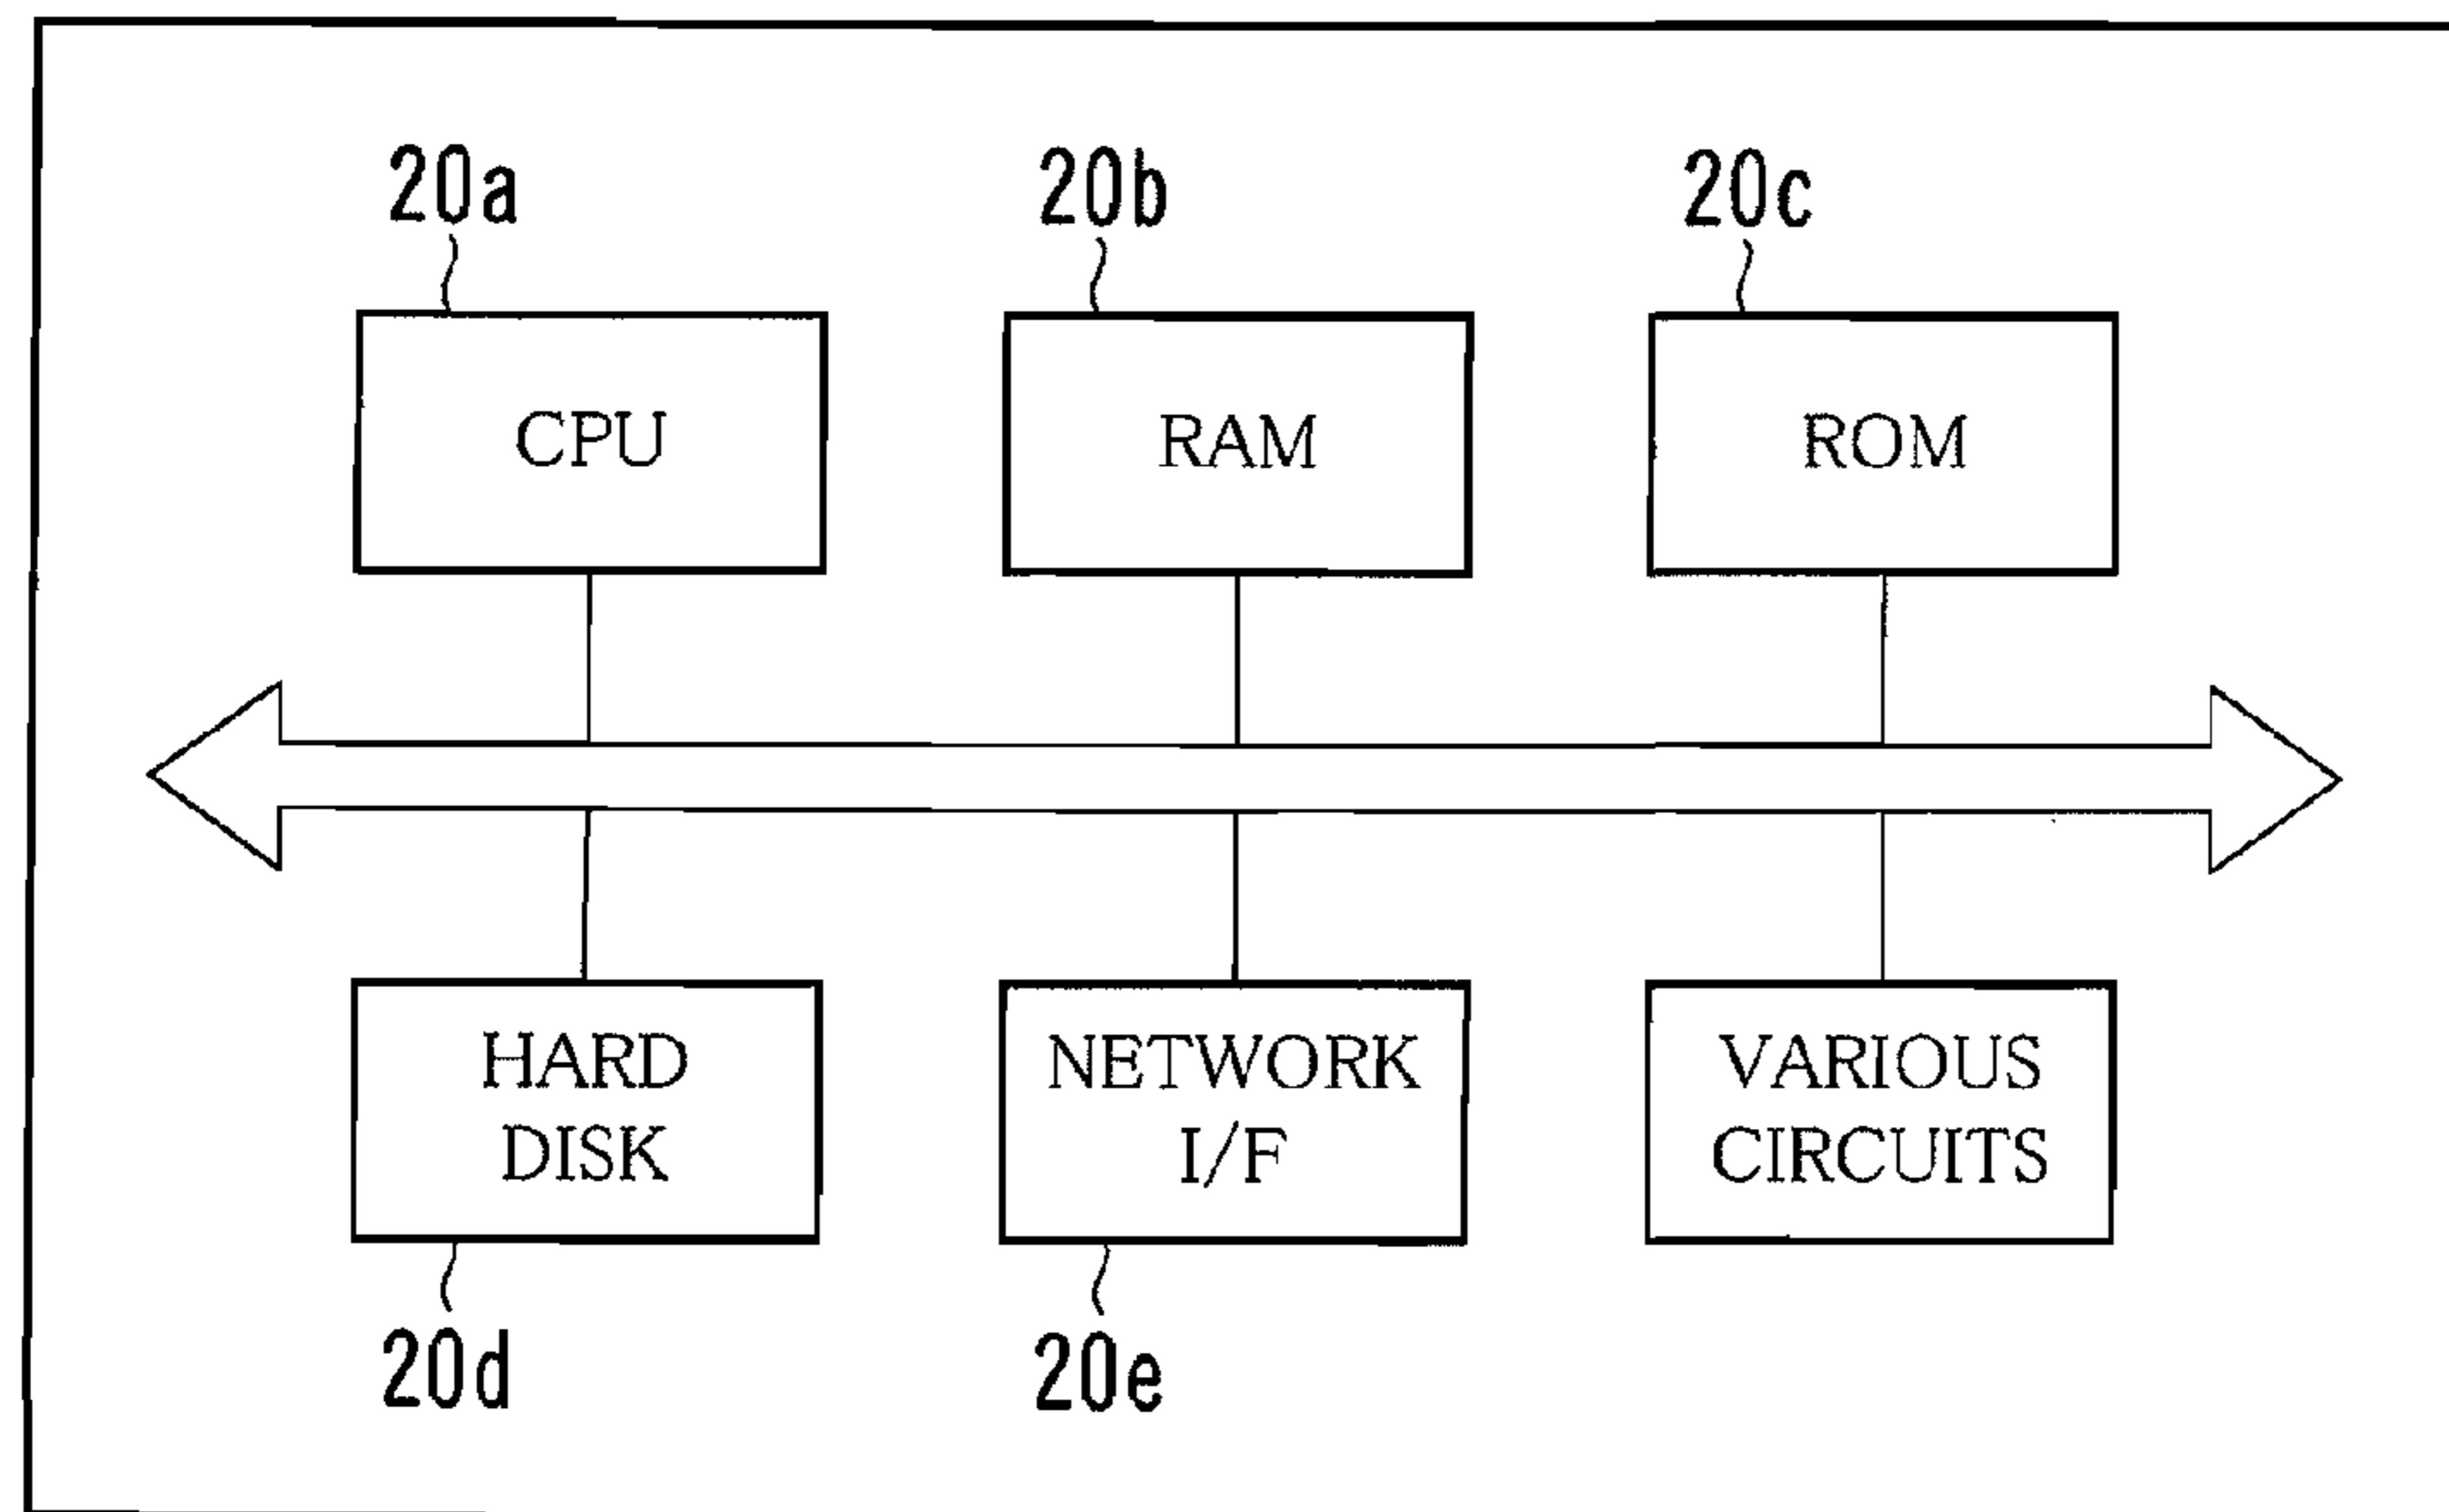 20a
20b
20c
CPU
RAM
ROM
HARD
DISK
NETWORK
I/F
VARIOUS
CIRCUITS
20d
20e